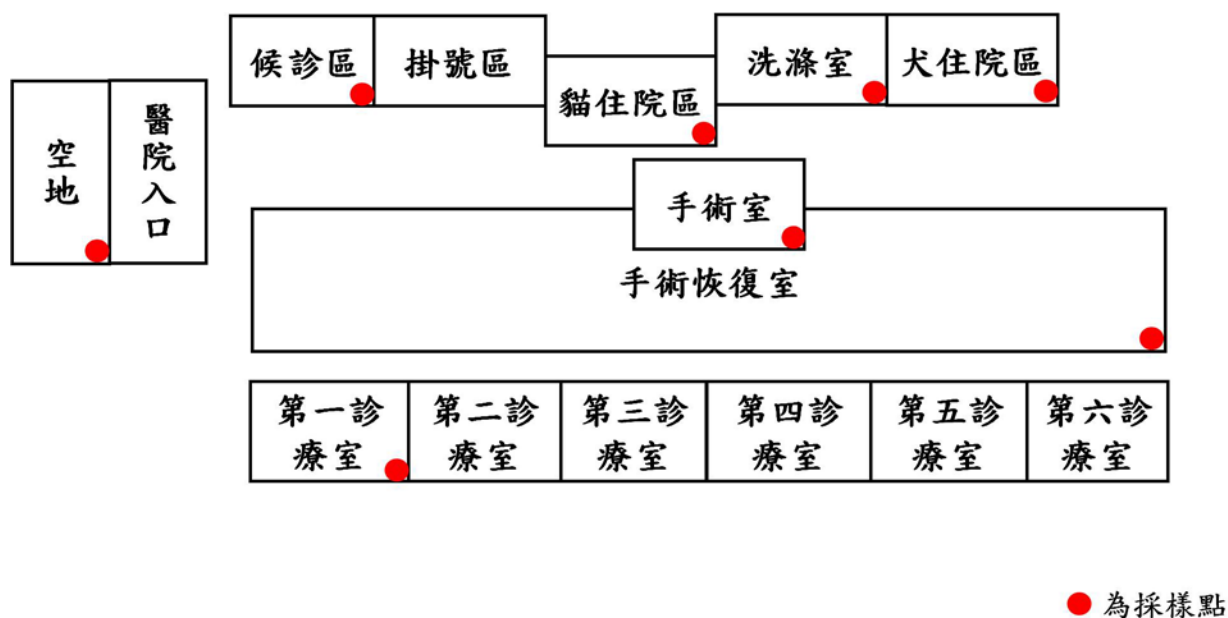 候診區
掛號區
貓住院區
洗滌室
犬住院區
空地
醫院入口
手術室
手術恢復室
第一診
療室
第二診
療室
第三診
療室
第四診
療室
第五診
療室
第六診
療室
為採樣點